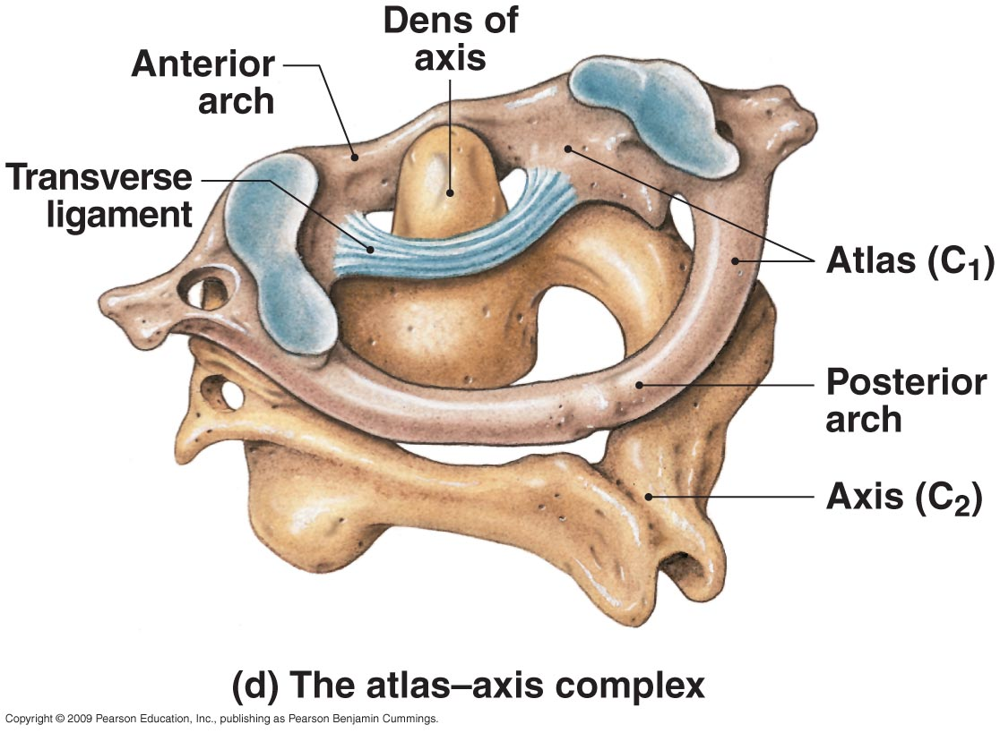 Dens of
axis
Anterior
arch
Transverse
ligament
Atlas (C₁)
Posterior
arch
Axis (C₂)
(d) The atlas–axis complex
Copyright © 2009 Pearson Education, Inc., publishing as Pearson Benjamin Cummings.